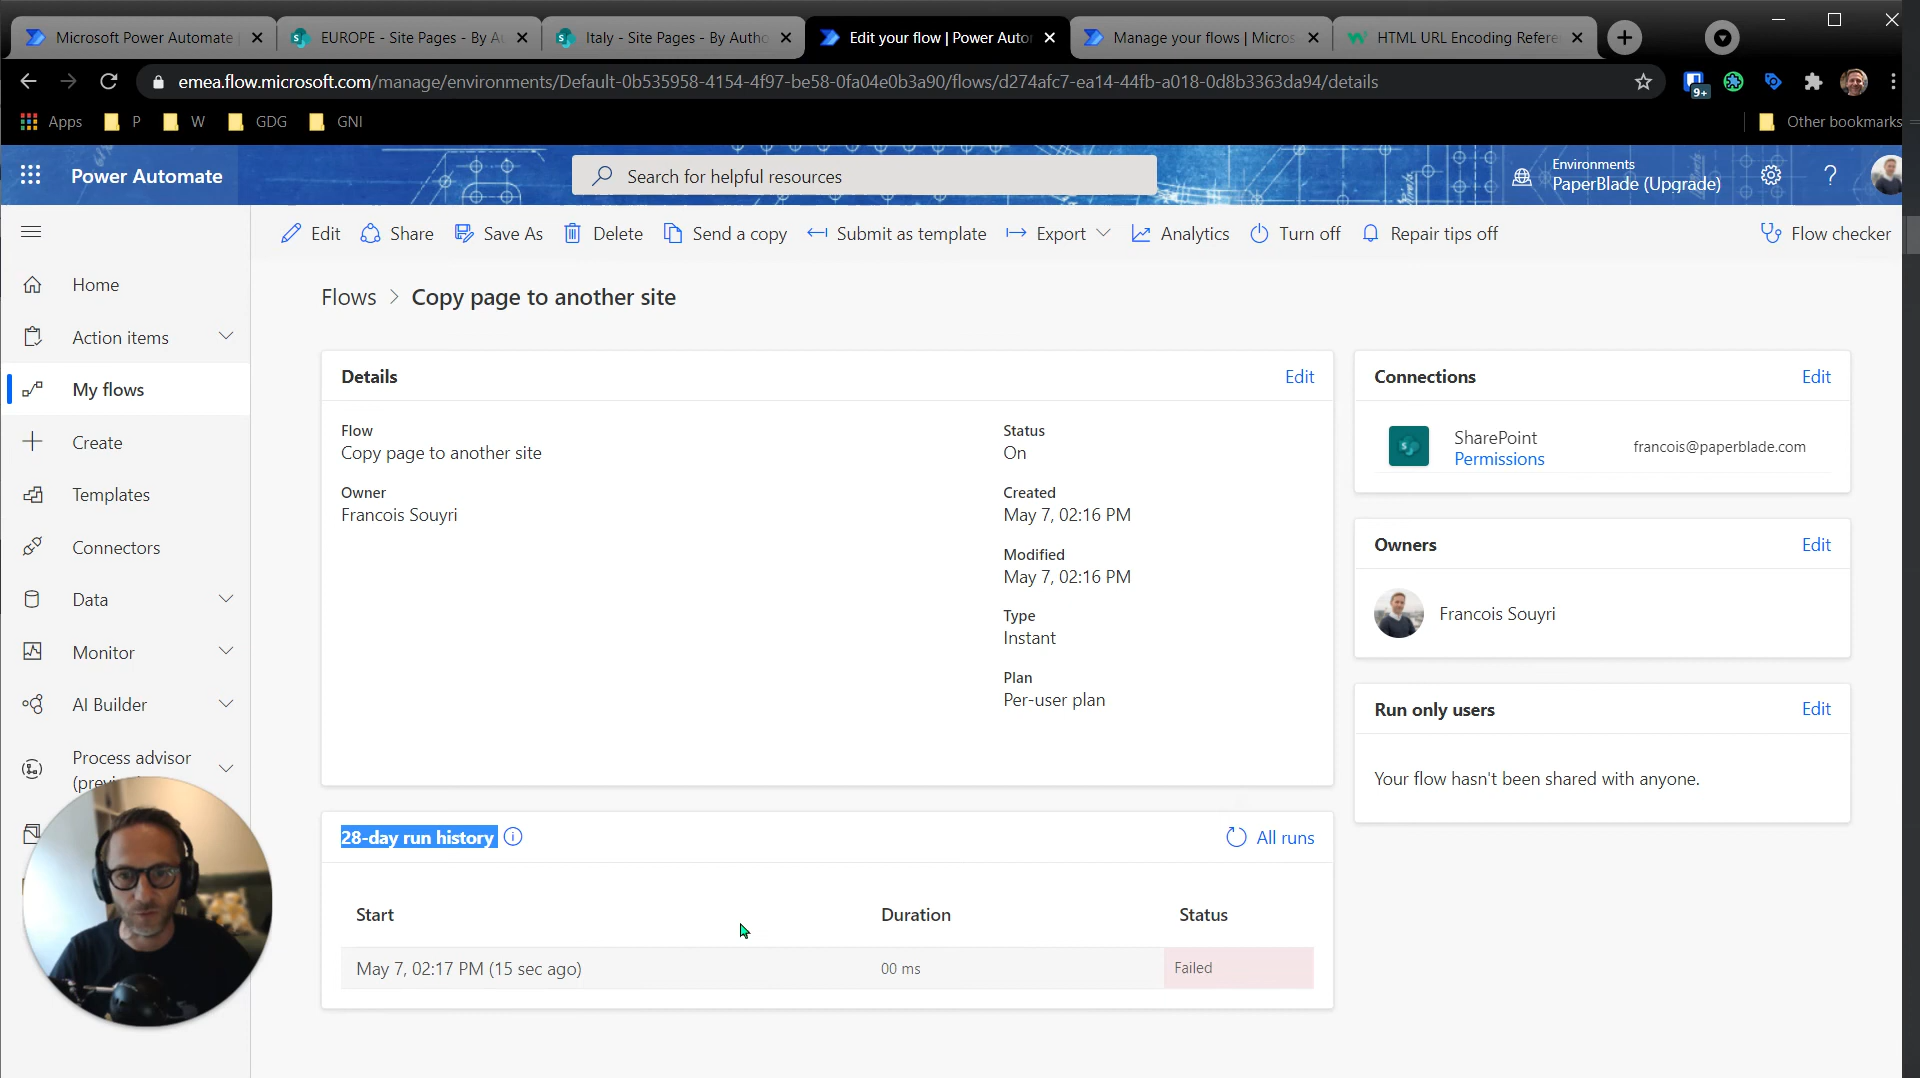 Microsoft Power Automate
EUROPE - Site Pages - By Au
Italy - Site Pages - By Autho
Edit your flow | Power Autor
Manage your flows | Micros
HTML URL Encoding Refere
emea.flow.microsoft.com/manage/environments/Default-0b535958-4154-4f97-be58-0fa04e0b3a90/flows/d274afc7-ea14-44fb-a018-0d8b3363da94/details
9+
Apps
P
W
GDG
GNI
Other bookmarks
Power Automate
Search for helpful resources
Environments
PaperBlade (Upgrade)
?
Edit
Share
Save As
Delete
Send a copy
Submit as template
Export
Analytics
Turn off
Repair tips off
Flow checker
Home
Action items
My flows
Create
Templates
Connectors
Data
Monitor
AI Builder
Process advisor
Flows > Copy page to another site
Details
Edit
Flow
Copy page to another site
Owner
Francois Souyri
Status
On
Created
May 7, 02:16 PM
Modified
May 7, 02:16 PM
Type
Instant
Plan
Per-user plan
Connections
Edit
SharePoint
Permissions
francois@paperblade.com
Owners
Edit
Francois Souyri
Run only users
Edit
Your flow hasn't been shared with anyone.
28-day run history
All runs
Start
Duration
Status
May 7, 02:17 PM (15 sec ago)
00 ms
Failed